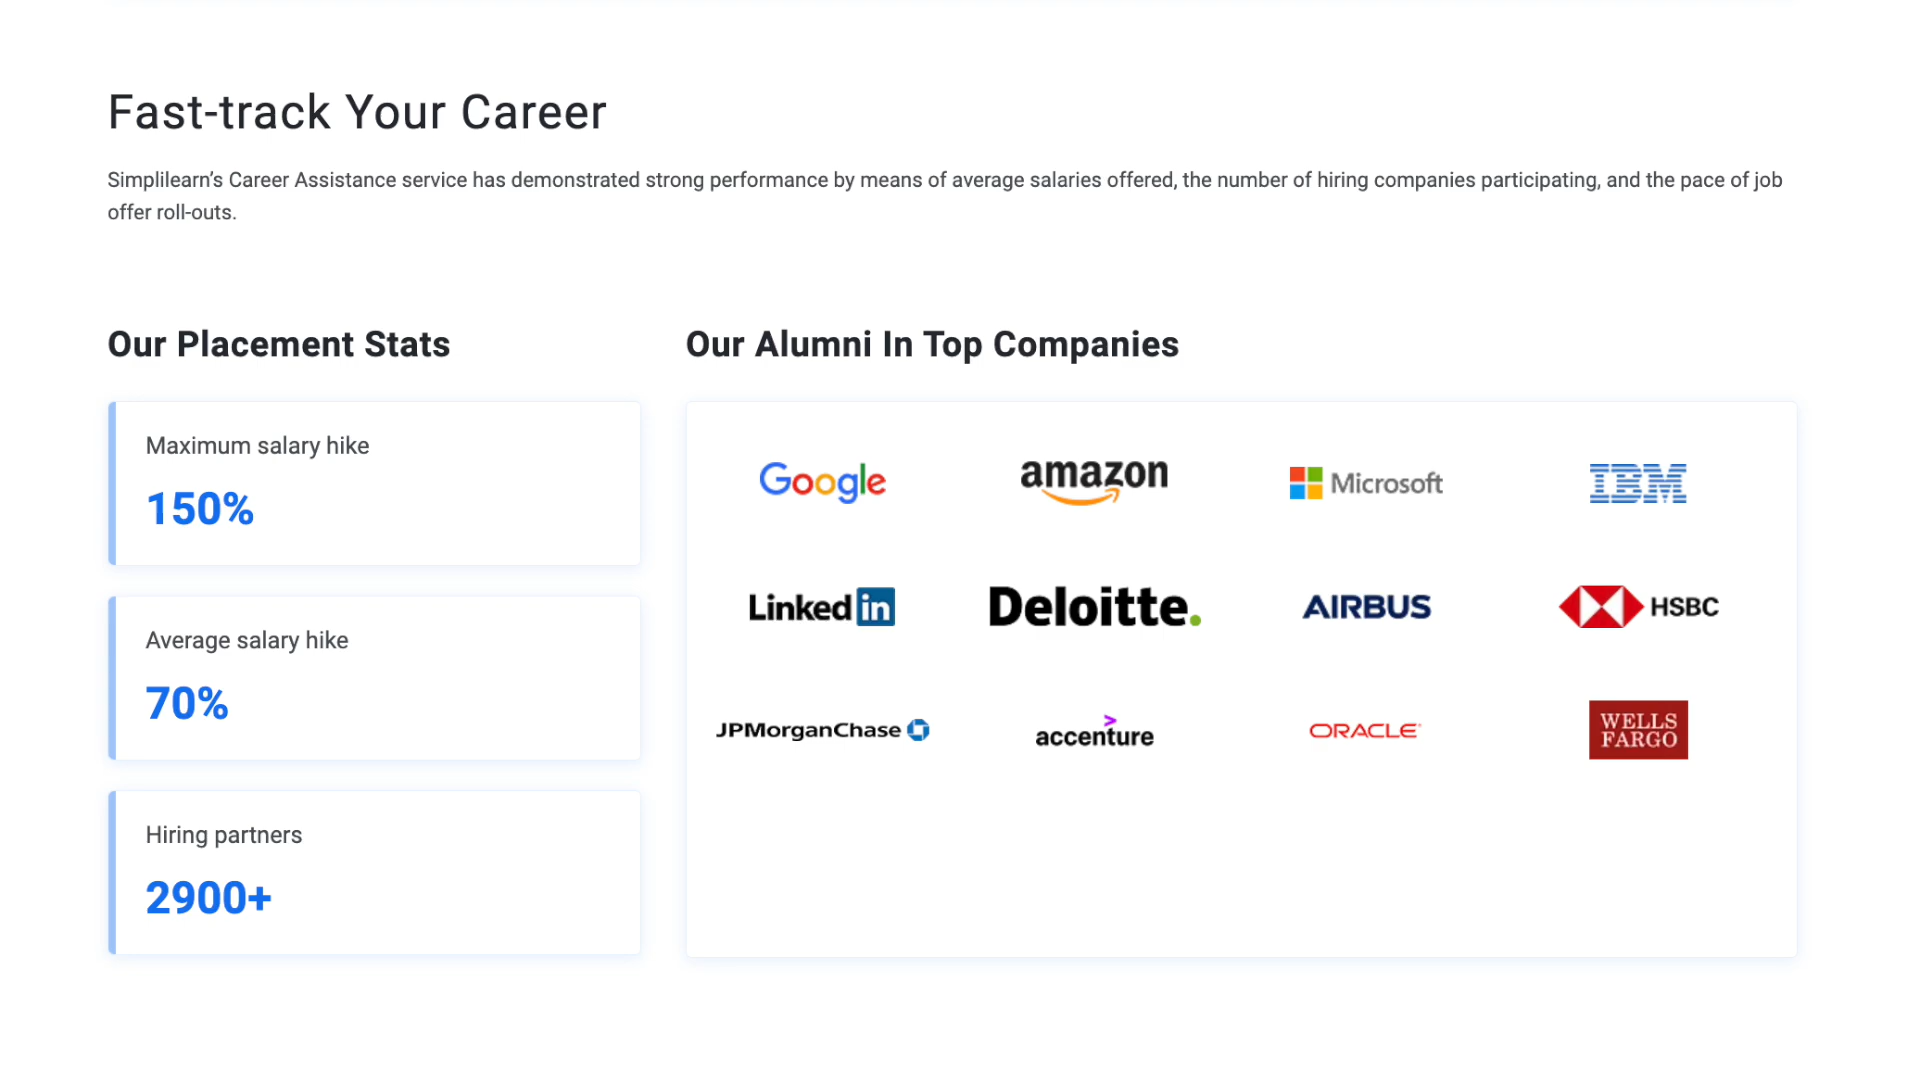 Fast-track Your Career
Simplilearn’s Career Assistance service has demonstrated strong performance by means of average salaries offered, the number of hiring companies participating, and the pace of job
offer roll-outs.
Our Placement Stats
Maximum salary hike
150%
Average salary hike
70%
Hiring partners
2900+
Our Alumni In Top Companies
Google amazon Microsoft IBM
Linked in Deloitte. AIRBUS HSBC
JPMorganChase accenture ORACLE WELLS
FARGO